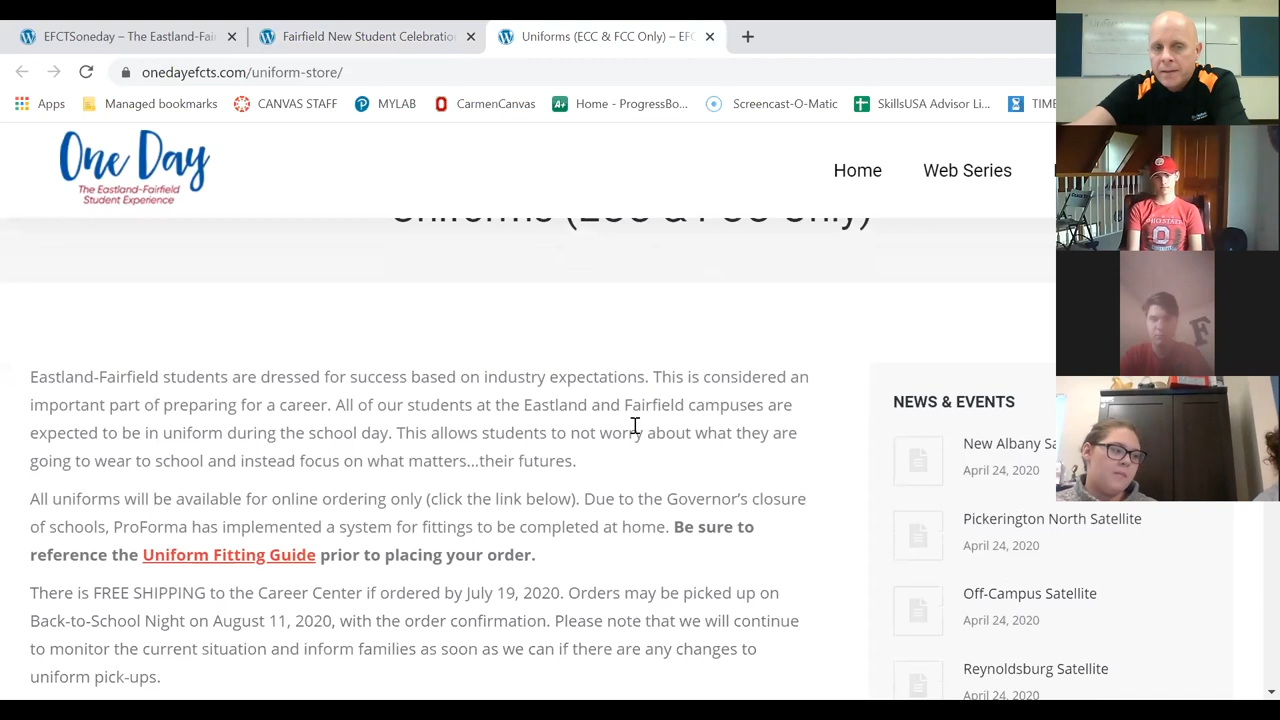 EFCTSoneday – The Eastland-Fai
Fairfield New Student Celebratio
Uniforms (ECC & FCC Only) – EFC
onedayefcts.com/uniform-store/
Apps
Managed bookmarks
CANVAS STAFF
MYLAB
CarmenCanvas
Home - ProgressBo...
Screencast-O-Matic
SkillsUSA Advisor Li...
TIME
One Day
The Eastland-Fairfield
Student Experience
Home
Web Series
Uniforms (ECC & FCC Only)
Eastland-Fairfield students are dressed for success based on industry expectations. This is considered an
important part of preparing for a career. All of our students at the Eastland and Fairfield campuses are
expected to be in uniform during the school day. This allows students to not worry about what they are
going to wear to school and instead focus on what matters...their futures.
All uniforms will be available for online ordering only (click the link below). Due to the Governor's closure
of schools, ProForma has implemented a system for fittings to be completed at home. Be sure to
reference the Uniform Fitting Guide prior to placing your order.
There is FREE SHIPPING to the Career Center if ordered by July 19, 2020. Orders may be picked up on
Back-to-School Night on August 11, 2020, with the order confirmation. Please note that we will continue
to monitor the current situation and inform families as soon as we can if there are any changes to
uniform pick-ups.
NEWS & EVENTS
New Albany Sa
April 24, 2020
Pickerington North Satellite
April 24, 2020
Off-Campus Satellite
April 24, 2020
Reynoldsburg Satellite
April 24, 2020
OHIO STATE
F